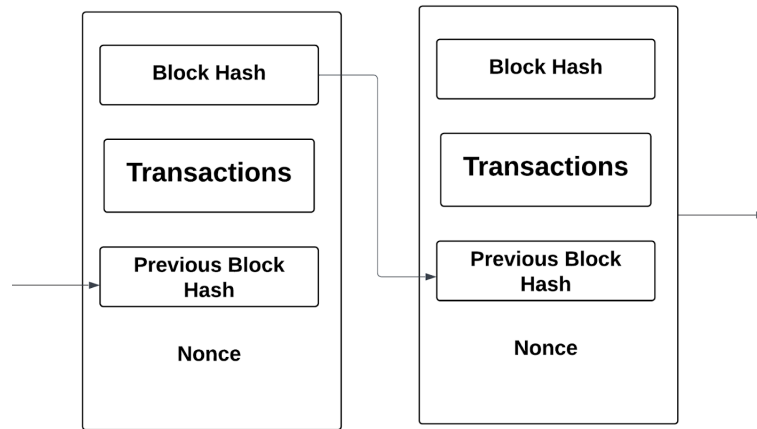 Block Hash
Transactions
Previous Block
Hash
Nonce
Block Hash
Transactions
Previous Block
Hash
Nonce